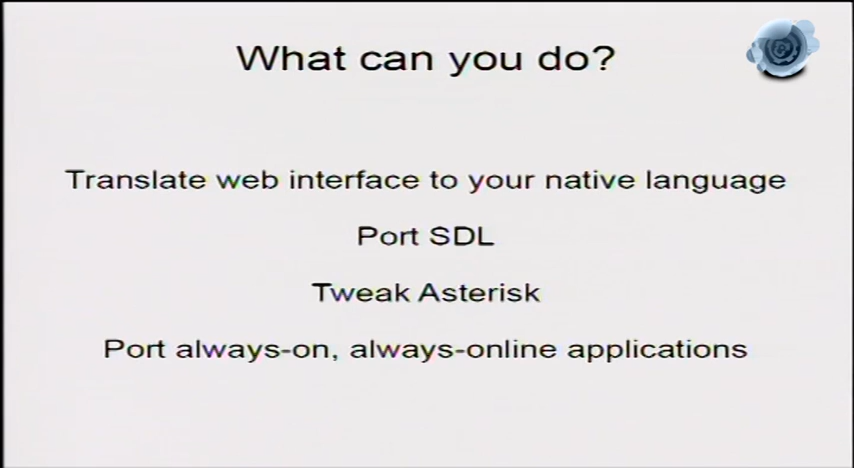 What can you do?
Translate web interface to your native language
Port SDL
Tweak Asterisk
Port always-on, always-online applications